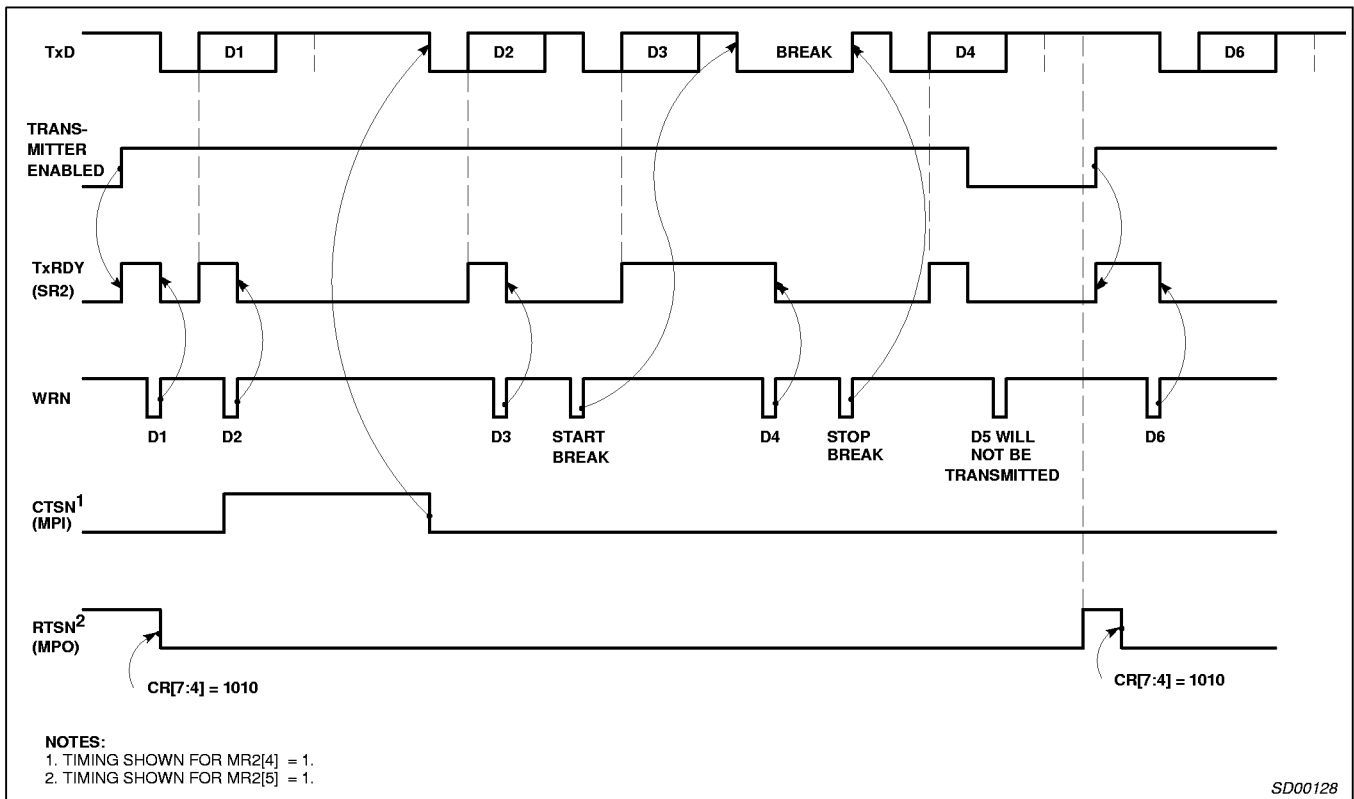 TxD
D1
D2
D3
BREAK
D4
D6
TRANS-
MITTER
ENABLED
TxRDY
(SR2)
WRN
D1
D2
D3
START
BREAK
D4
STOP
BREAK
D5 WILL
NOT BE
TRANSMITTED
D6
CTSN1
(MPI)
RTSN2
(MPO)
CR[7:4] = 1010
CR[7:4] = 1010
NOTES:
1. TIMING SHOWN FOR MR2[4] = 1.
2. TIMING SHOWN FOR MR2[5] = 1.
SD00128